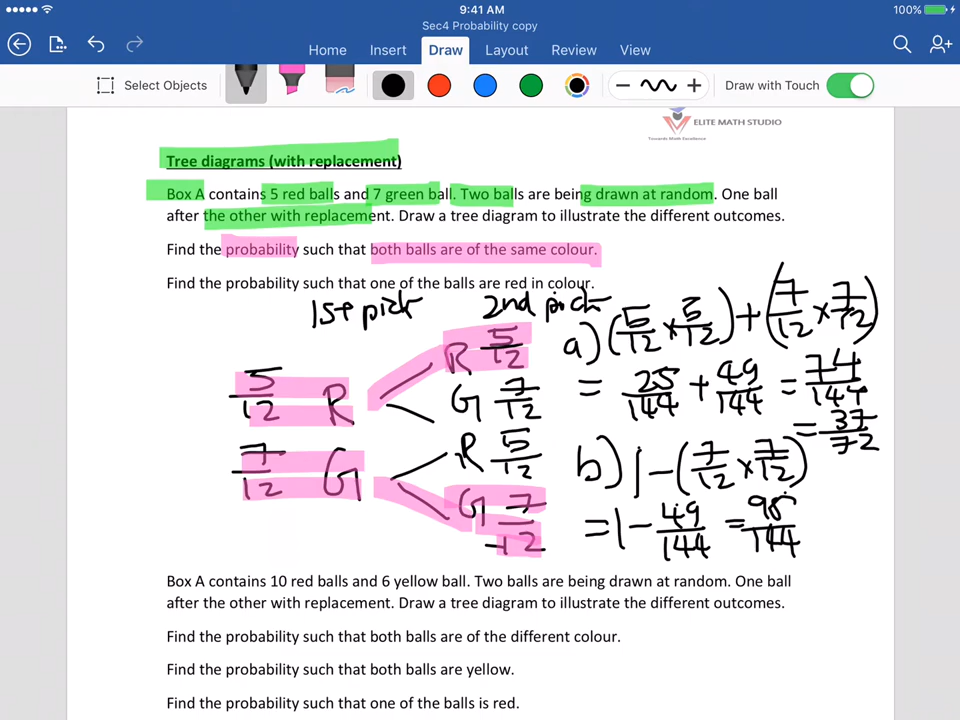 9:41 AM
100%
Sec4 Probability copy
Home Insert Draw Layout Review View
Select Objects
Draw with Touch
ELITE MATH STUDIO
Towards Math Excellence
Tree diagrams (with replacement)
Box A contains 5 red balls and 7 green ball. Two balls are being drawn at random. One ball
after the other with replacement. Draw a tree diagram to illustrate the different outcomes.
Find the probability such that both balls are of the same colour.
Find the probability such that one of the balls are red in colour.
1st pick 2nd pick
5/12 R
R 5/12
G 7/12
7/12 G
R 5/12
G 7/12
a) (5/12 × 5/12) + (7/12 × 7/12)
= 25/144 + 49/144 = 74/144
= 37/72
b) 1 - (7/12 × 7/12)
= 1 - 49/144 = 95/144
Box A contains 10 red balls and 6 yellow ball. Two balls are being drawn at random. One ball
after the other with replacement. Draw a tree diagram to illustrate the different outcomes.
Find the probability such that both balls are of the different colour.
Find the probability such that both balls are yellow.
Find the probability such that one of the balls is red.